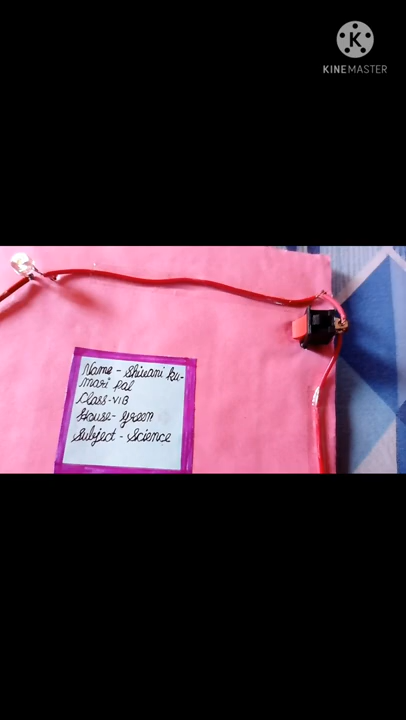 KINEMASTER
Name - Shivani ku-
mari pal
Class - VIB
House - Green
Subject - Science